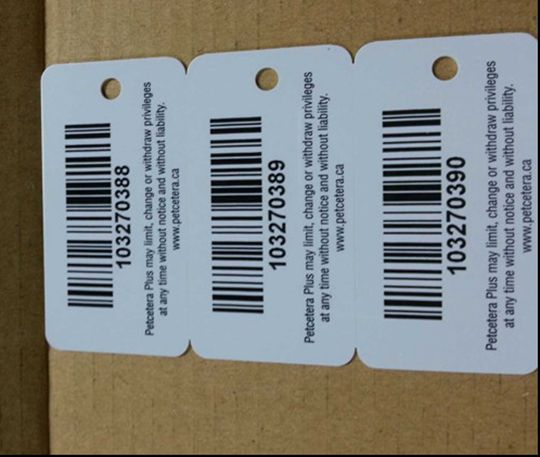 103270388
Petcetera Plus may limit, change or withdraw privileges
at any time without notice and without liability.
www.petcetera.ca
103270389
Petcetera Plus may limit, change or withdraw privileges
at any time without notice and without liability.
www.petcetera.ca
103270390
Petcetera Plus may limit, change or withdraw privileges
at any time without notice and without liability.
www.petcetera.ca